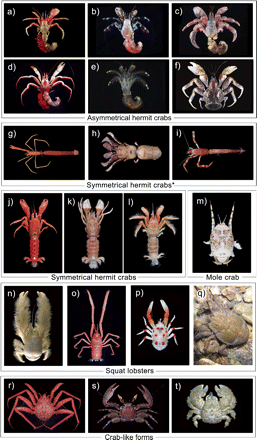 a) b) c)
d) e) f)
Asymmetrical hermit crabs
g) h) i)
Symmetrical hermit crabs*
j) k) l) m)
Symmetrical hermit crabs Mole crab
n) o) p) q)
Squat lobsters
r) s) t)
Crab-like forms